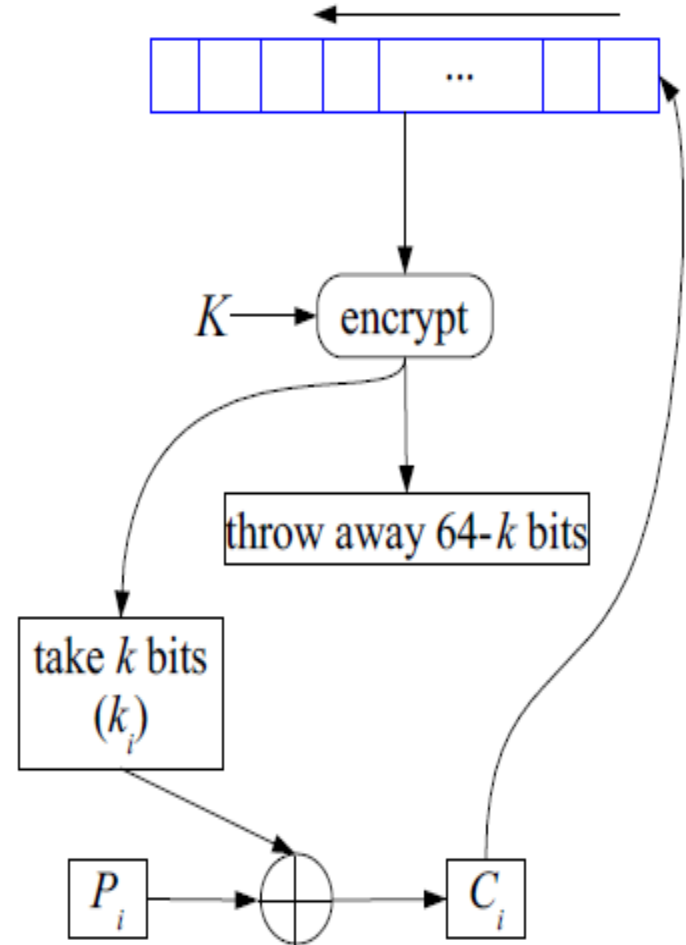 ...
K
encrypt
throw away 64-k bits
take k bits
(kᵢ)
Pᵢ
Cᵢ